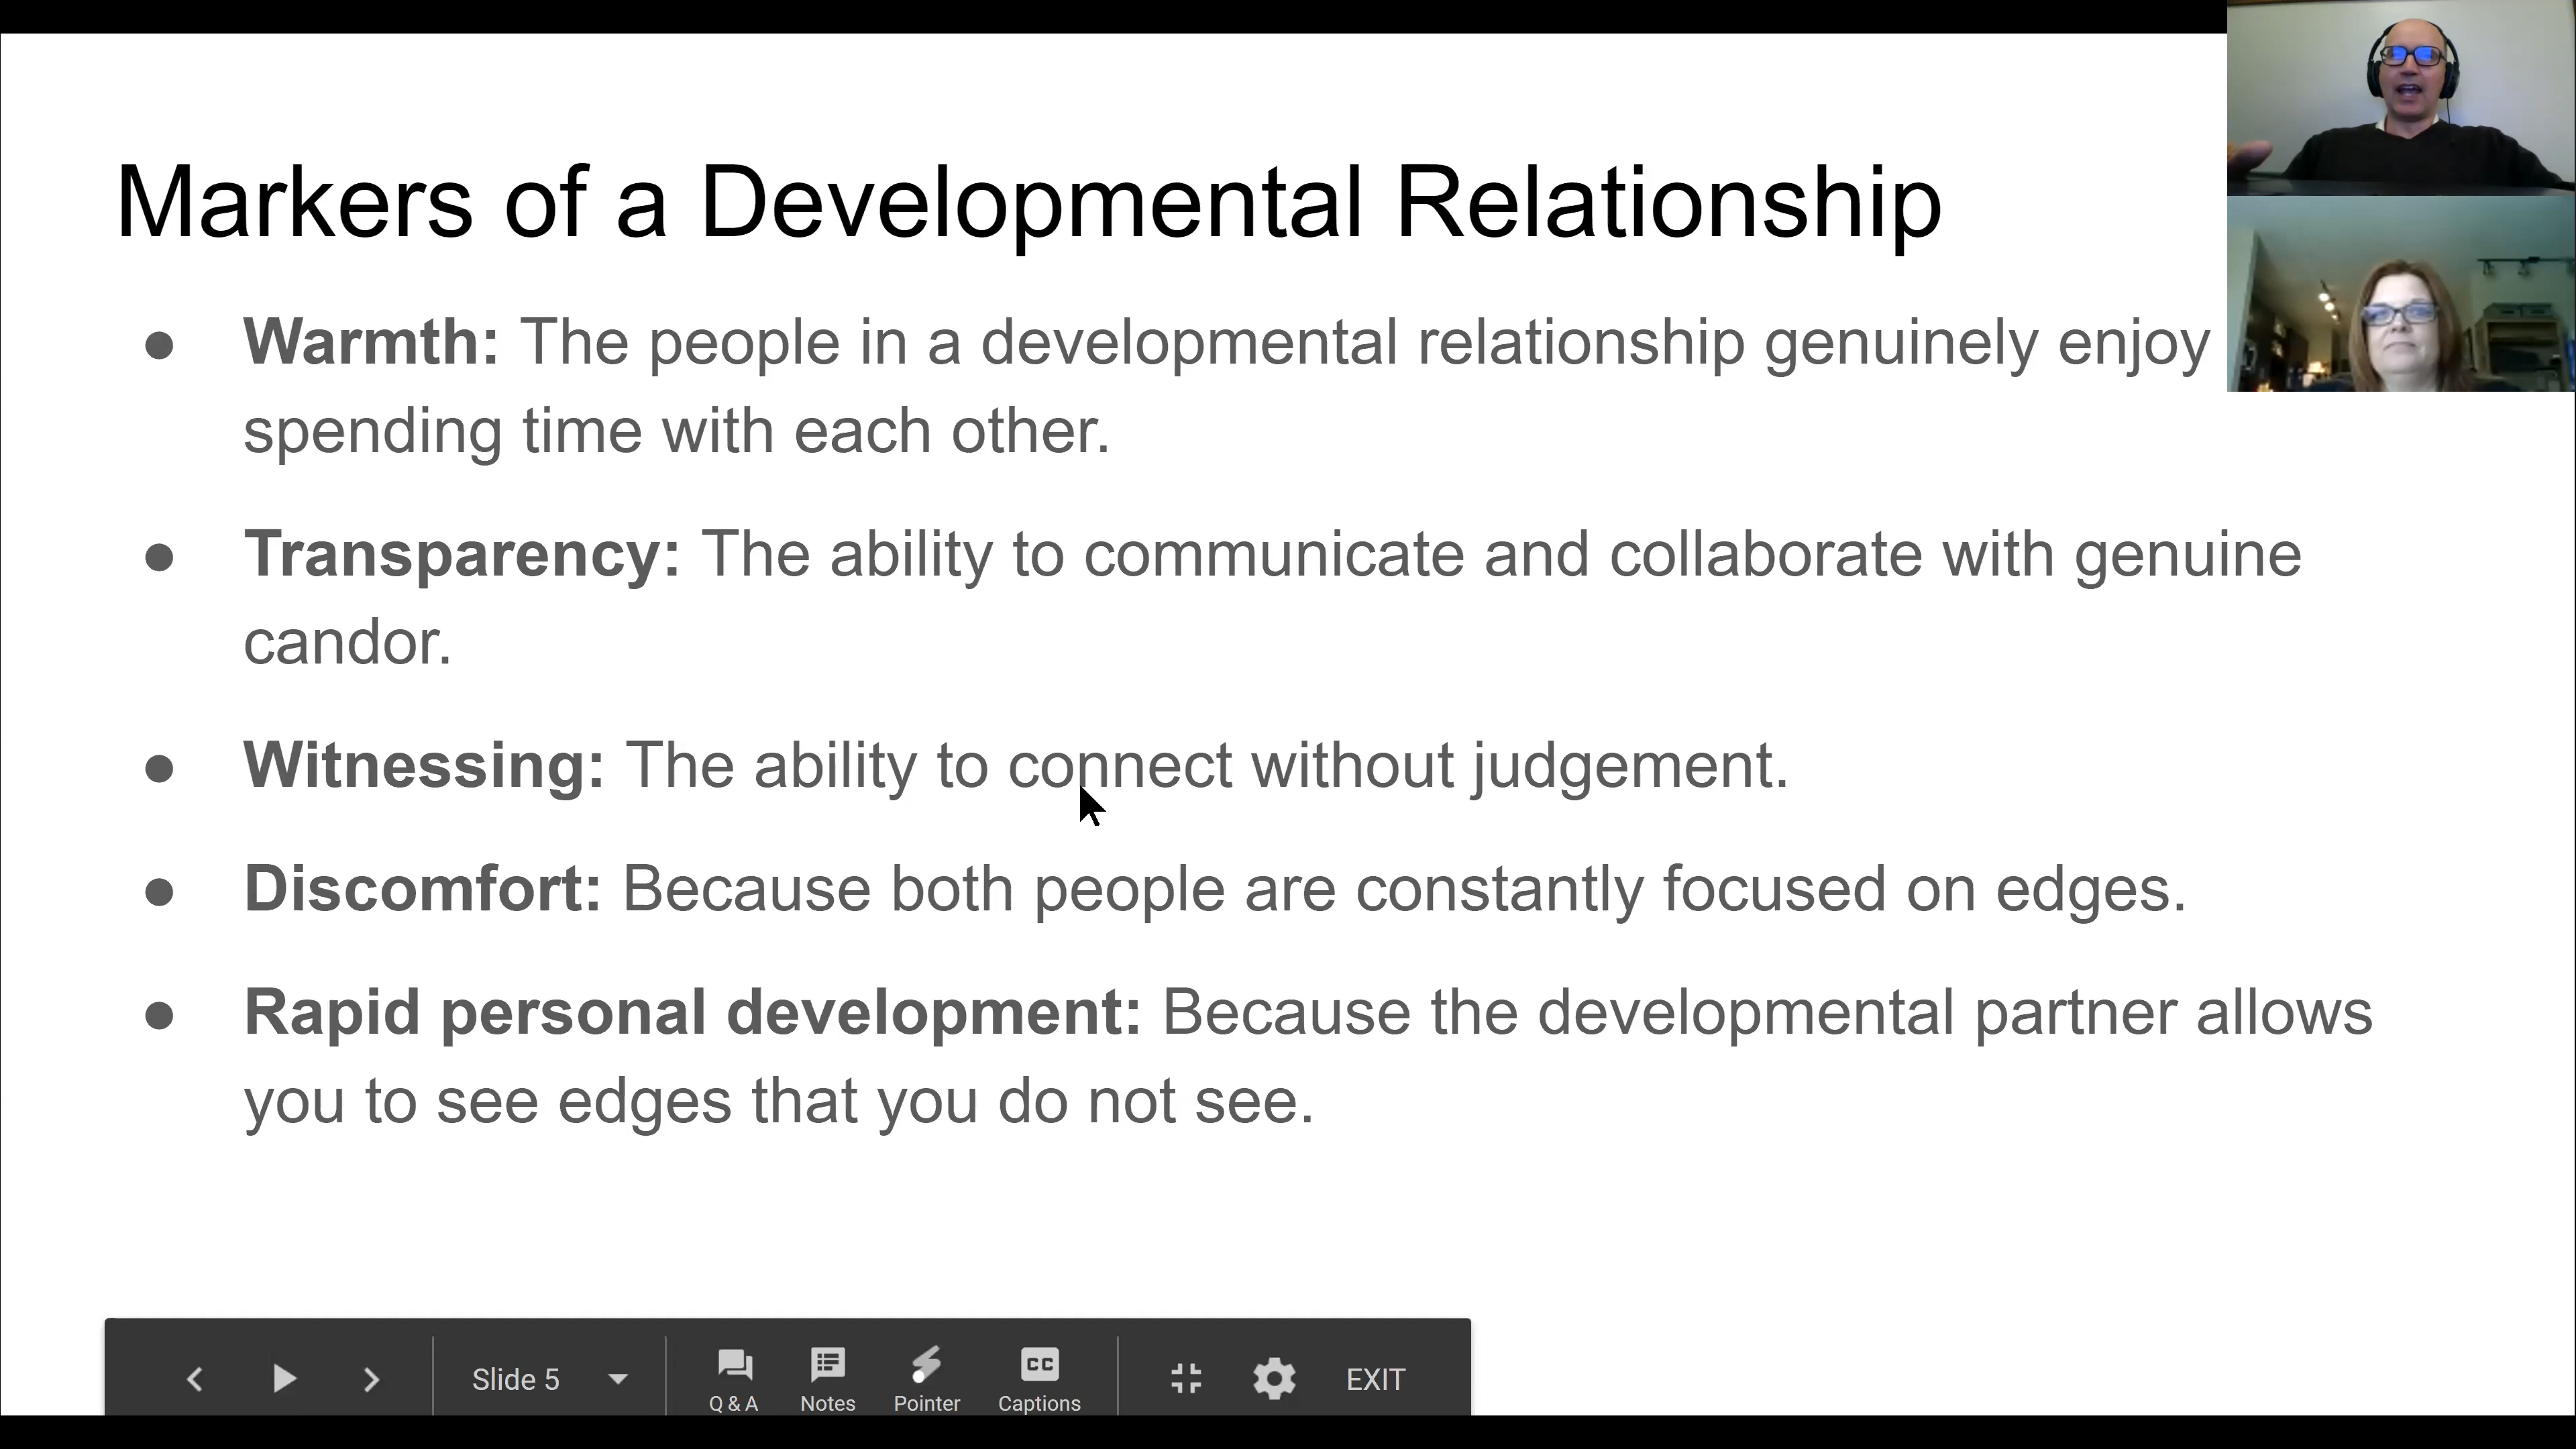 Markers of a Developmental Relationship
● Warmth: The people in a developmental relationship genuinely enjoy
spending time with each other.
● Transparency: The ability to communicate and collaborate with genuine
candor.
● Witnessing: The ability to connect without judgement.
● Discomfort: Because both people are constantly focused on edges.
● Rapid personal development: Because the developmental partner allows
you to see edges that you do not see.
Slide 5
Q & A
Notes
Pointer
CC
Captions
EXIT